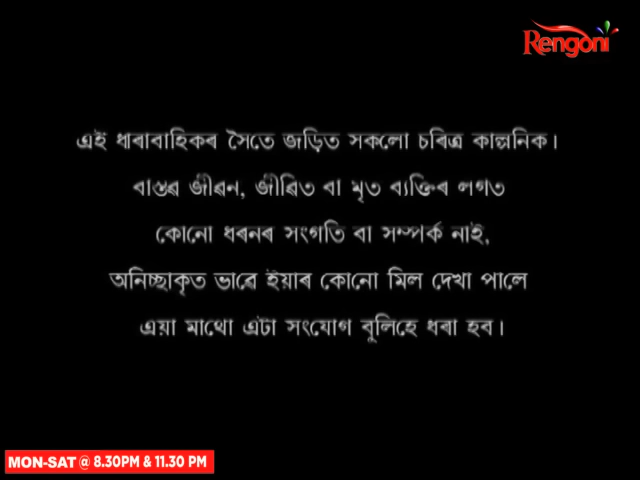 Rengoni
এই ধাৰাবাহিকৰ সৈতে জড়িত সকলো চৰিত্ৰ কাল্পনিক।
বাস্তৱ জীৱন, জীৱিত বা মৃত ব্যক্তিৰ লগত
কোনো ধৰনৰ সংগতি বা সম্পৰ্ক নাই,
অনিচ্ছাকৃত ভাৱে ইয়াৰ কোনো মিল দেখা পালে
এয়া মাথো এটা সংযোগ বুলিহে ধৰা হব।
MON-SAT @ 8.30PM & 11.30 PM